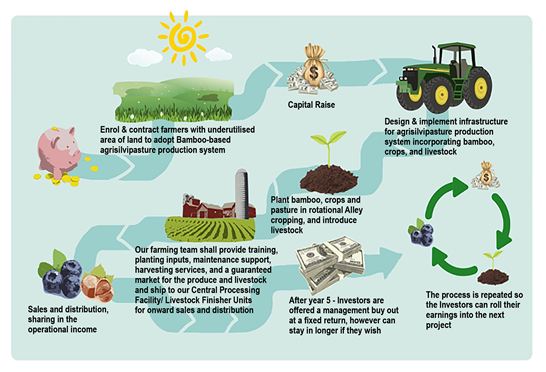 Enrol & contract farmers with underutilised
area of land to adopt Bamboo-based
agrisilvipasture production system
Capital Raise
Design & implement infrastructure
for agrisilvipasture production
system incorporating bamboo,
crops, and livestock
Plant bamboo, crops and
pasture in rotational Alley
cropping, and introduce
livestock
Our farming team shall provide training,
planting inputs, maintenance support,
harvesting services, and a guaranteed
market for the produce and livestock
and ship to our Central Processing
Facility/ Livestock Finisher Units
for onward sales and distribution
Sales and distribution,
sharing in the
operational income
After year 5 - Investors are
offered a management buy out
at a fixed return, however can
stay in longer if they wish
The process is repeated so
the Investors can roll their
earnings into the next
project